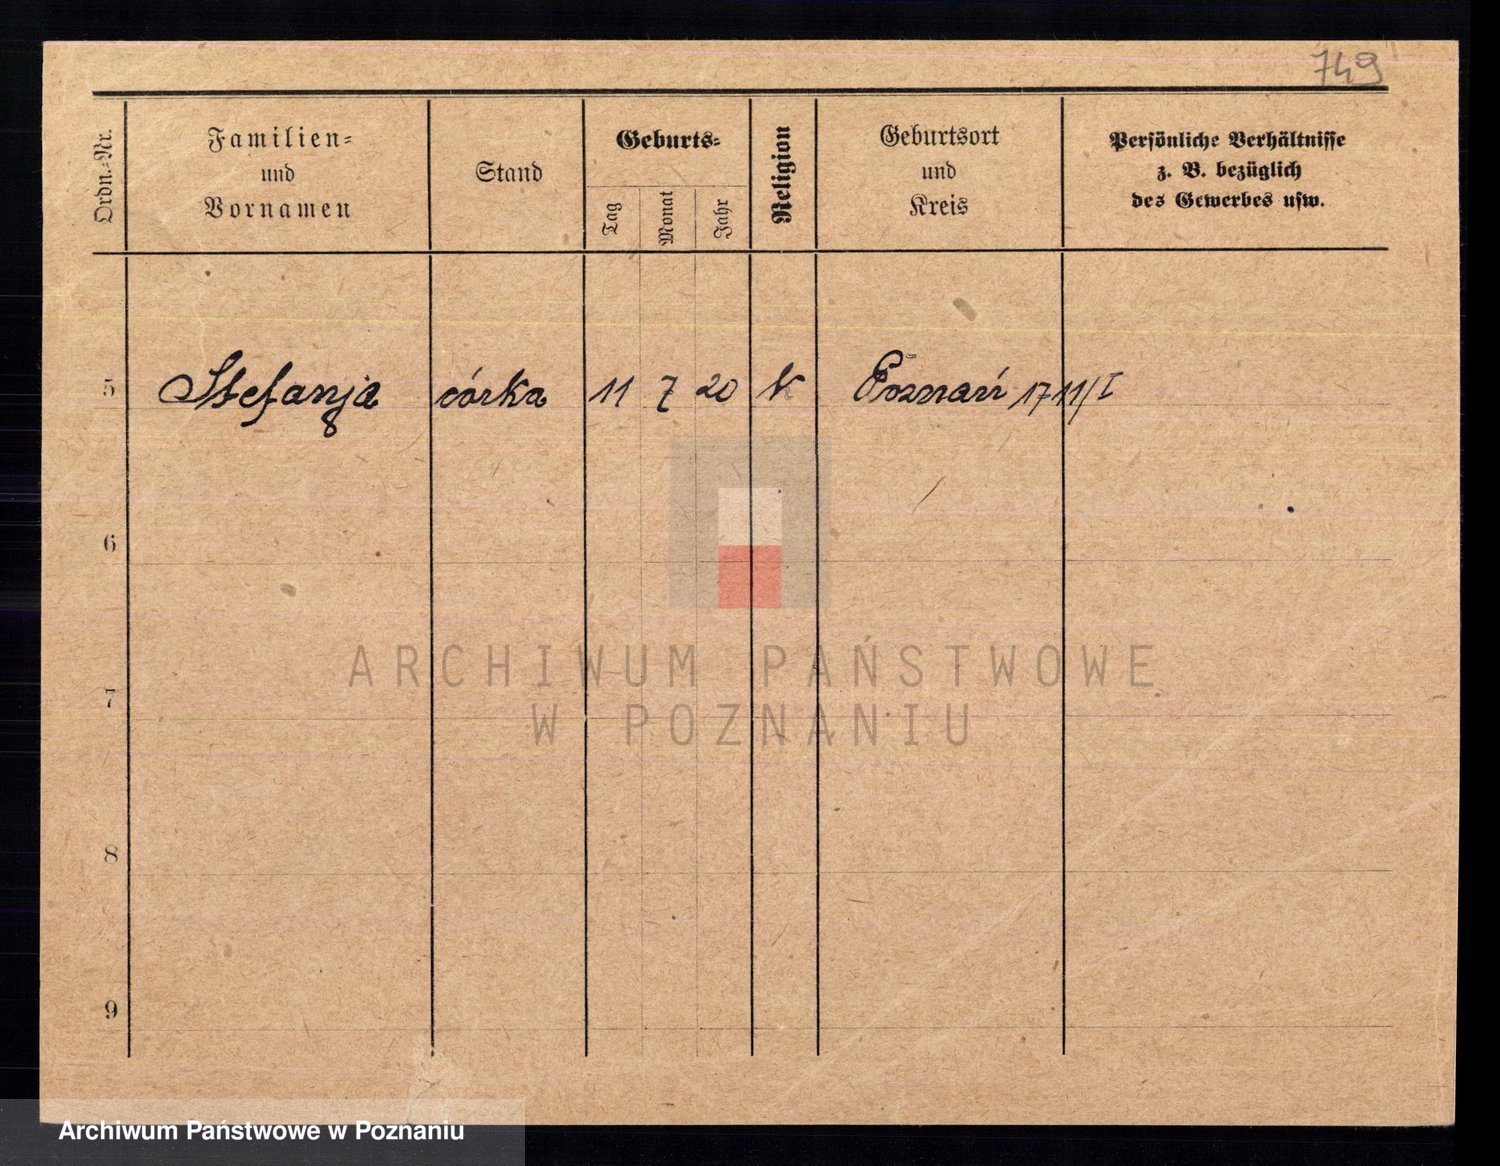 749
Ordn.-Nr.
Familien-
und
Vornamen
Stand
Geburts-
Tag
Monat
Jahr
Religion
Geburtsort
und
Kreis
Persönliche Verhältnisse
z. B. bezüglich
des Gewerbes usw.
5 Stefanja córka 11 7 20 k Poznań 1711/I
6
ARCHIWUM PAŃSTWOWE
W POZNANIU
7
8
9
Archiwum Państwowe w Poznaniu